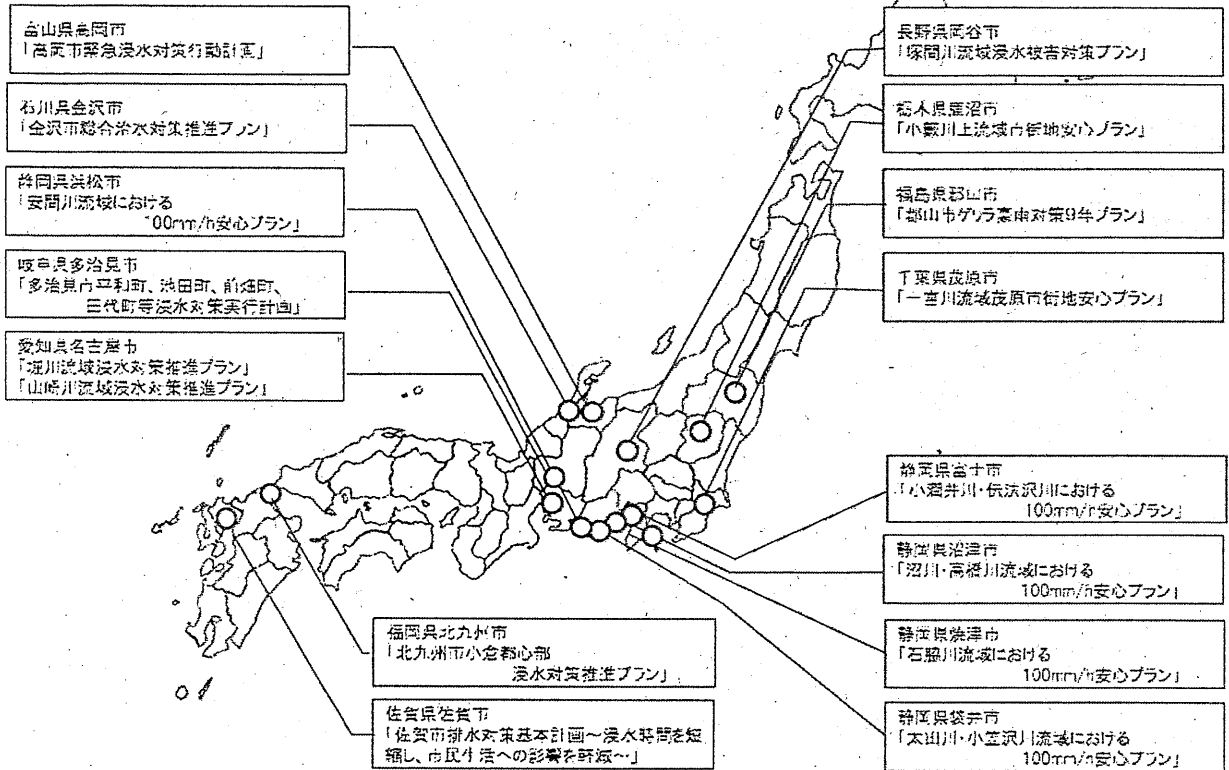 富山県高岡市
「高岡市緊急浸水対策行動計画」
石川県金沢市
「金沢市総合治水対策推進プラン」
静岡県浜松市
「安間川流域における
100mm/h安心プラン」
岐阜県多治見市
「多治見市平和町、池田町、前畑町、
田代町等浸水対策実行計画」
愛知県名古屋市
「堀川流域浸水対策推進プラン」
「山崎川流域浸水対策推進プラン」
福岡県北九州市
「北九州市小倉都心部
浸水対策推進プラン」
佐賀県佐賀市
「佐賀市排水対策基本計画～浸水時間を短
縮し、市民生活への影響を軽減～」
長野県岡谷市
「塚間川流域浸水被害対策プラン」
栃木県鹿沼市
「小藪川上流域市街地安心プラン」
福島県郡山市
「郡山市ゲリラ豪雨対策9年プラン」
千葉県茂原市
「一宮川流域茂原市街地安心プラン」
静岡県富士市
「小潤井川・伝法沢川における
100mm/h安心プラン」
静岡県沼津市
「沼川・高橋川流域における
100mm/h安心プラン」
静岡県焼津市
「石脇川流域における
100mm/h安心プラン」
静岡県袋井市
「太田川・小笠沢川流域における
100mm/h安心プラン」